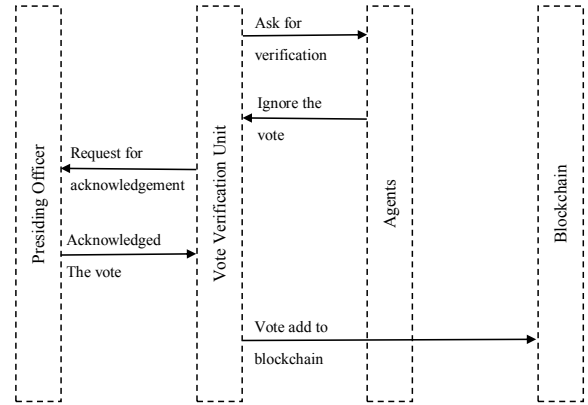 Ask for
verification
Ignore the
vote
Request for
acknowledgement
Acknowledged
The vote
Vote add to
blockchain
Presiding Officer
Vote Verification Unit
Agents
Blockchain